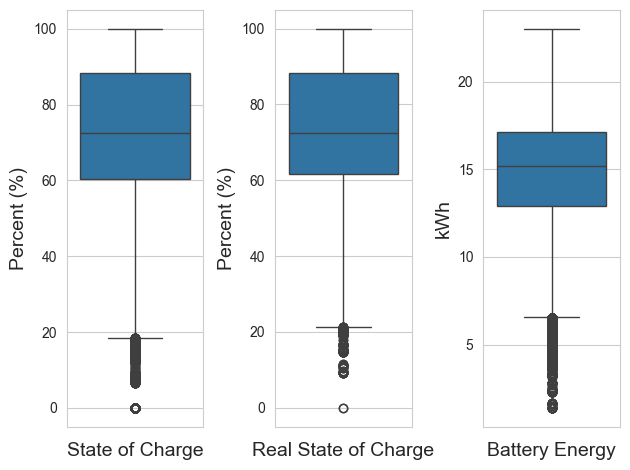 Percent (%)
100
80
60
40
20
0
State of Charge
Percent (%)
100
80
60
40
20
0
Real State of Charge
kWh
20
15
10
5
Battery Energy